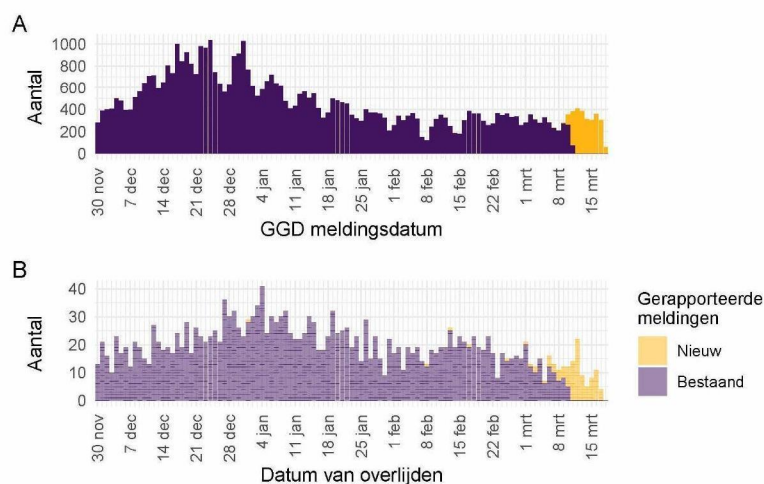 A
Aantal
1000
800
600
400
200
0
30 nov
7 dec
14 dec
21 dec
28 dec
4 jan
11 jan
18 jan
25 jan
1 feb
8 feb
15 feb
22 feb
1 mrt
8 mrt
15 mrt
GGD meldingsdatum
B
Aantal
40
30
20
10
0
30 nov
7 dec
14 dec
21 dec
28 dec
4 jan
11 jan
18 jan
25 jan
1 feb
8 feb
15 feb
22 feb
1 mrt
8 mrt
15 mrt
Datum van overlijden
Gerapporteerde
meldingen
Nieuw
Bestaand